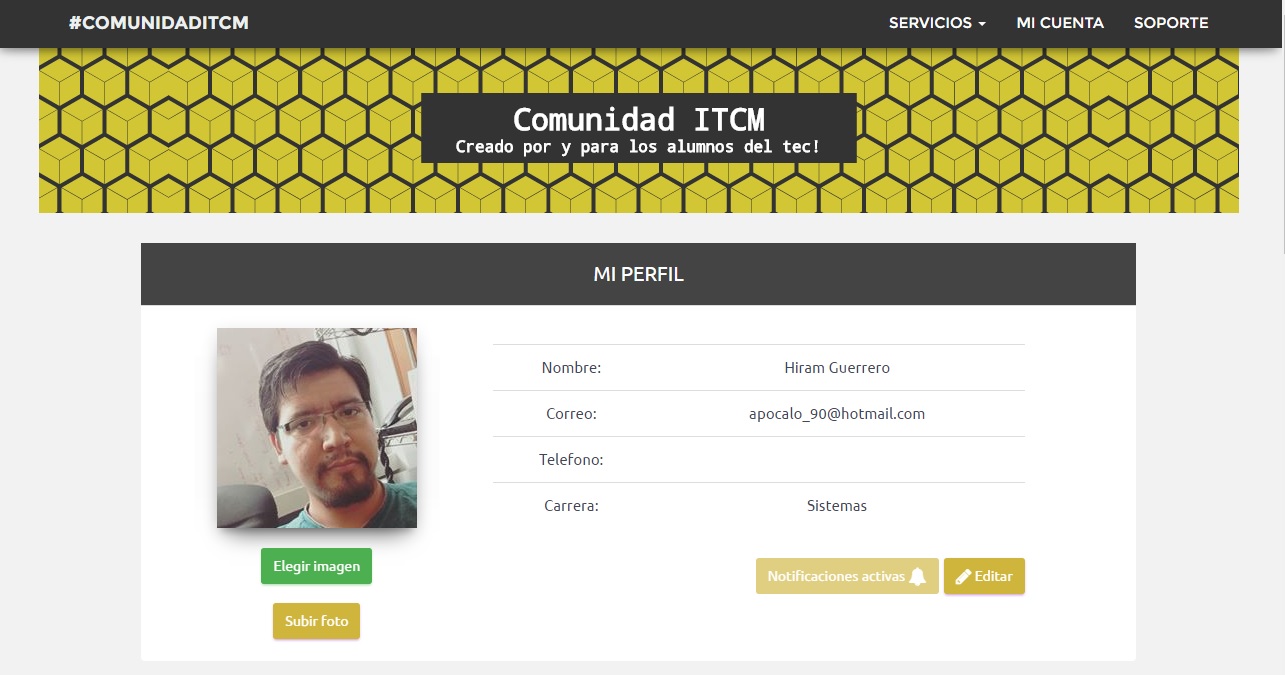 #COMUNIDADITCM
SERVICIOS MI CUENTA SOPORTE
Comunidad ITCM
Creado por y para los alumnos del tec!
MI PERFIL
Nombre: Hiram Guerrero
Correo: apocalo_90@hotmail.com
Telefono:
Carrera: Sistemas
Elegir imagen
Notificaciones activas Editar
Subir foto